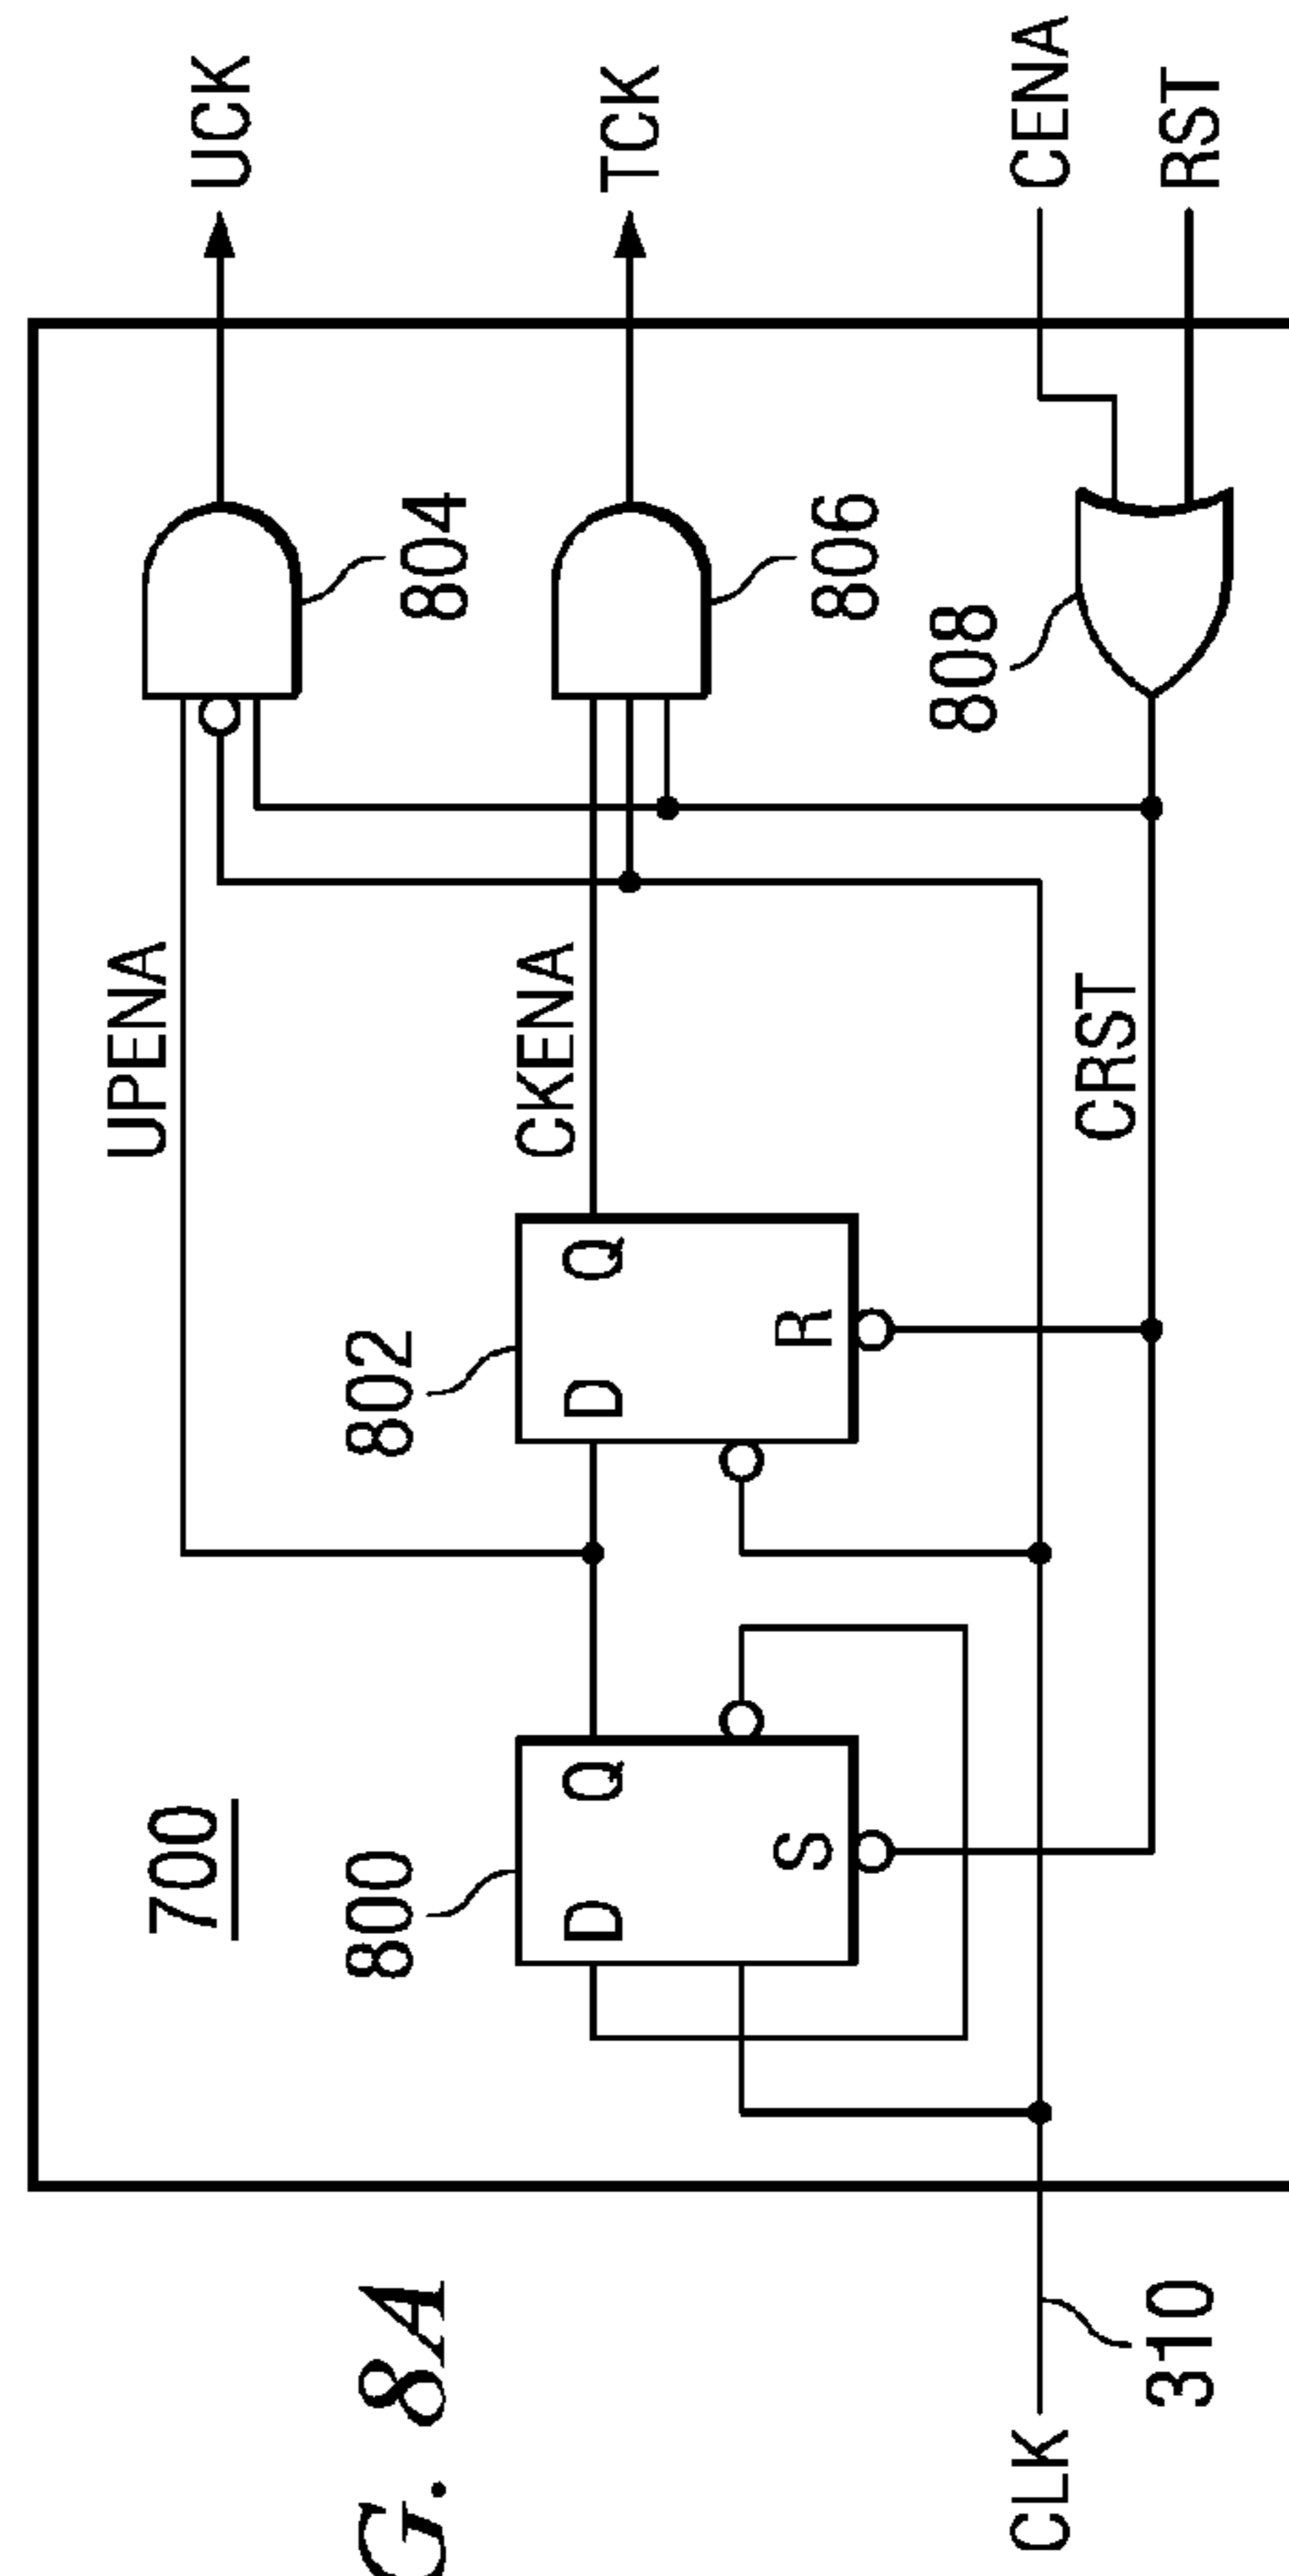 G. 8A
700
800
D
Q
S
802
D
Q
R
UPENA
CKENA
CRST
804
806
808
UCK
TCK
CENA
RST
CLK
310